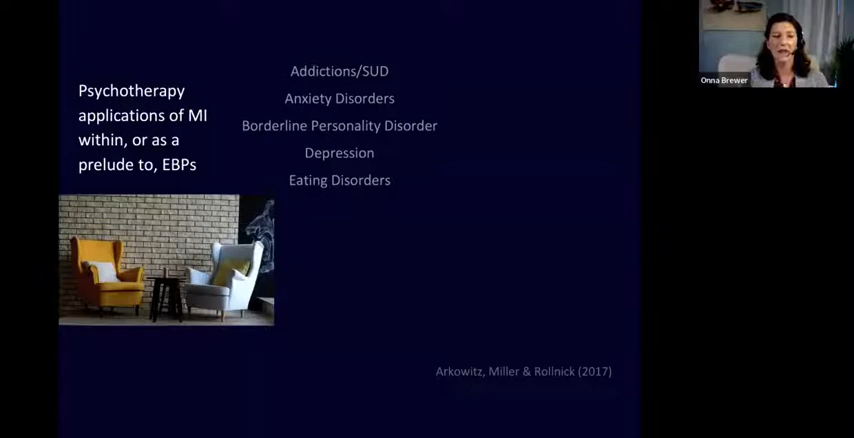 Psychotherapy
applications of MI
within, or as a
prelude to, EBPs
Addictions/SUD
Anxiety Disorders
Borderline Personality Disorder
Depression
Eating Disorders
Arkowitz, Miller & Rollnick (2017)
Onna Brewer